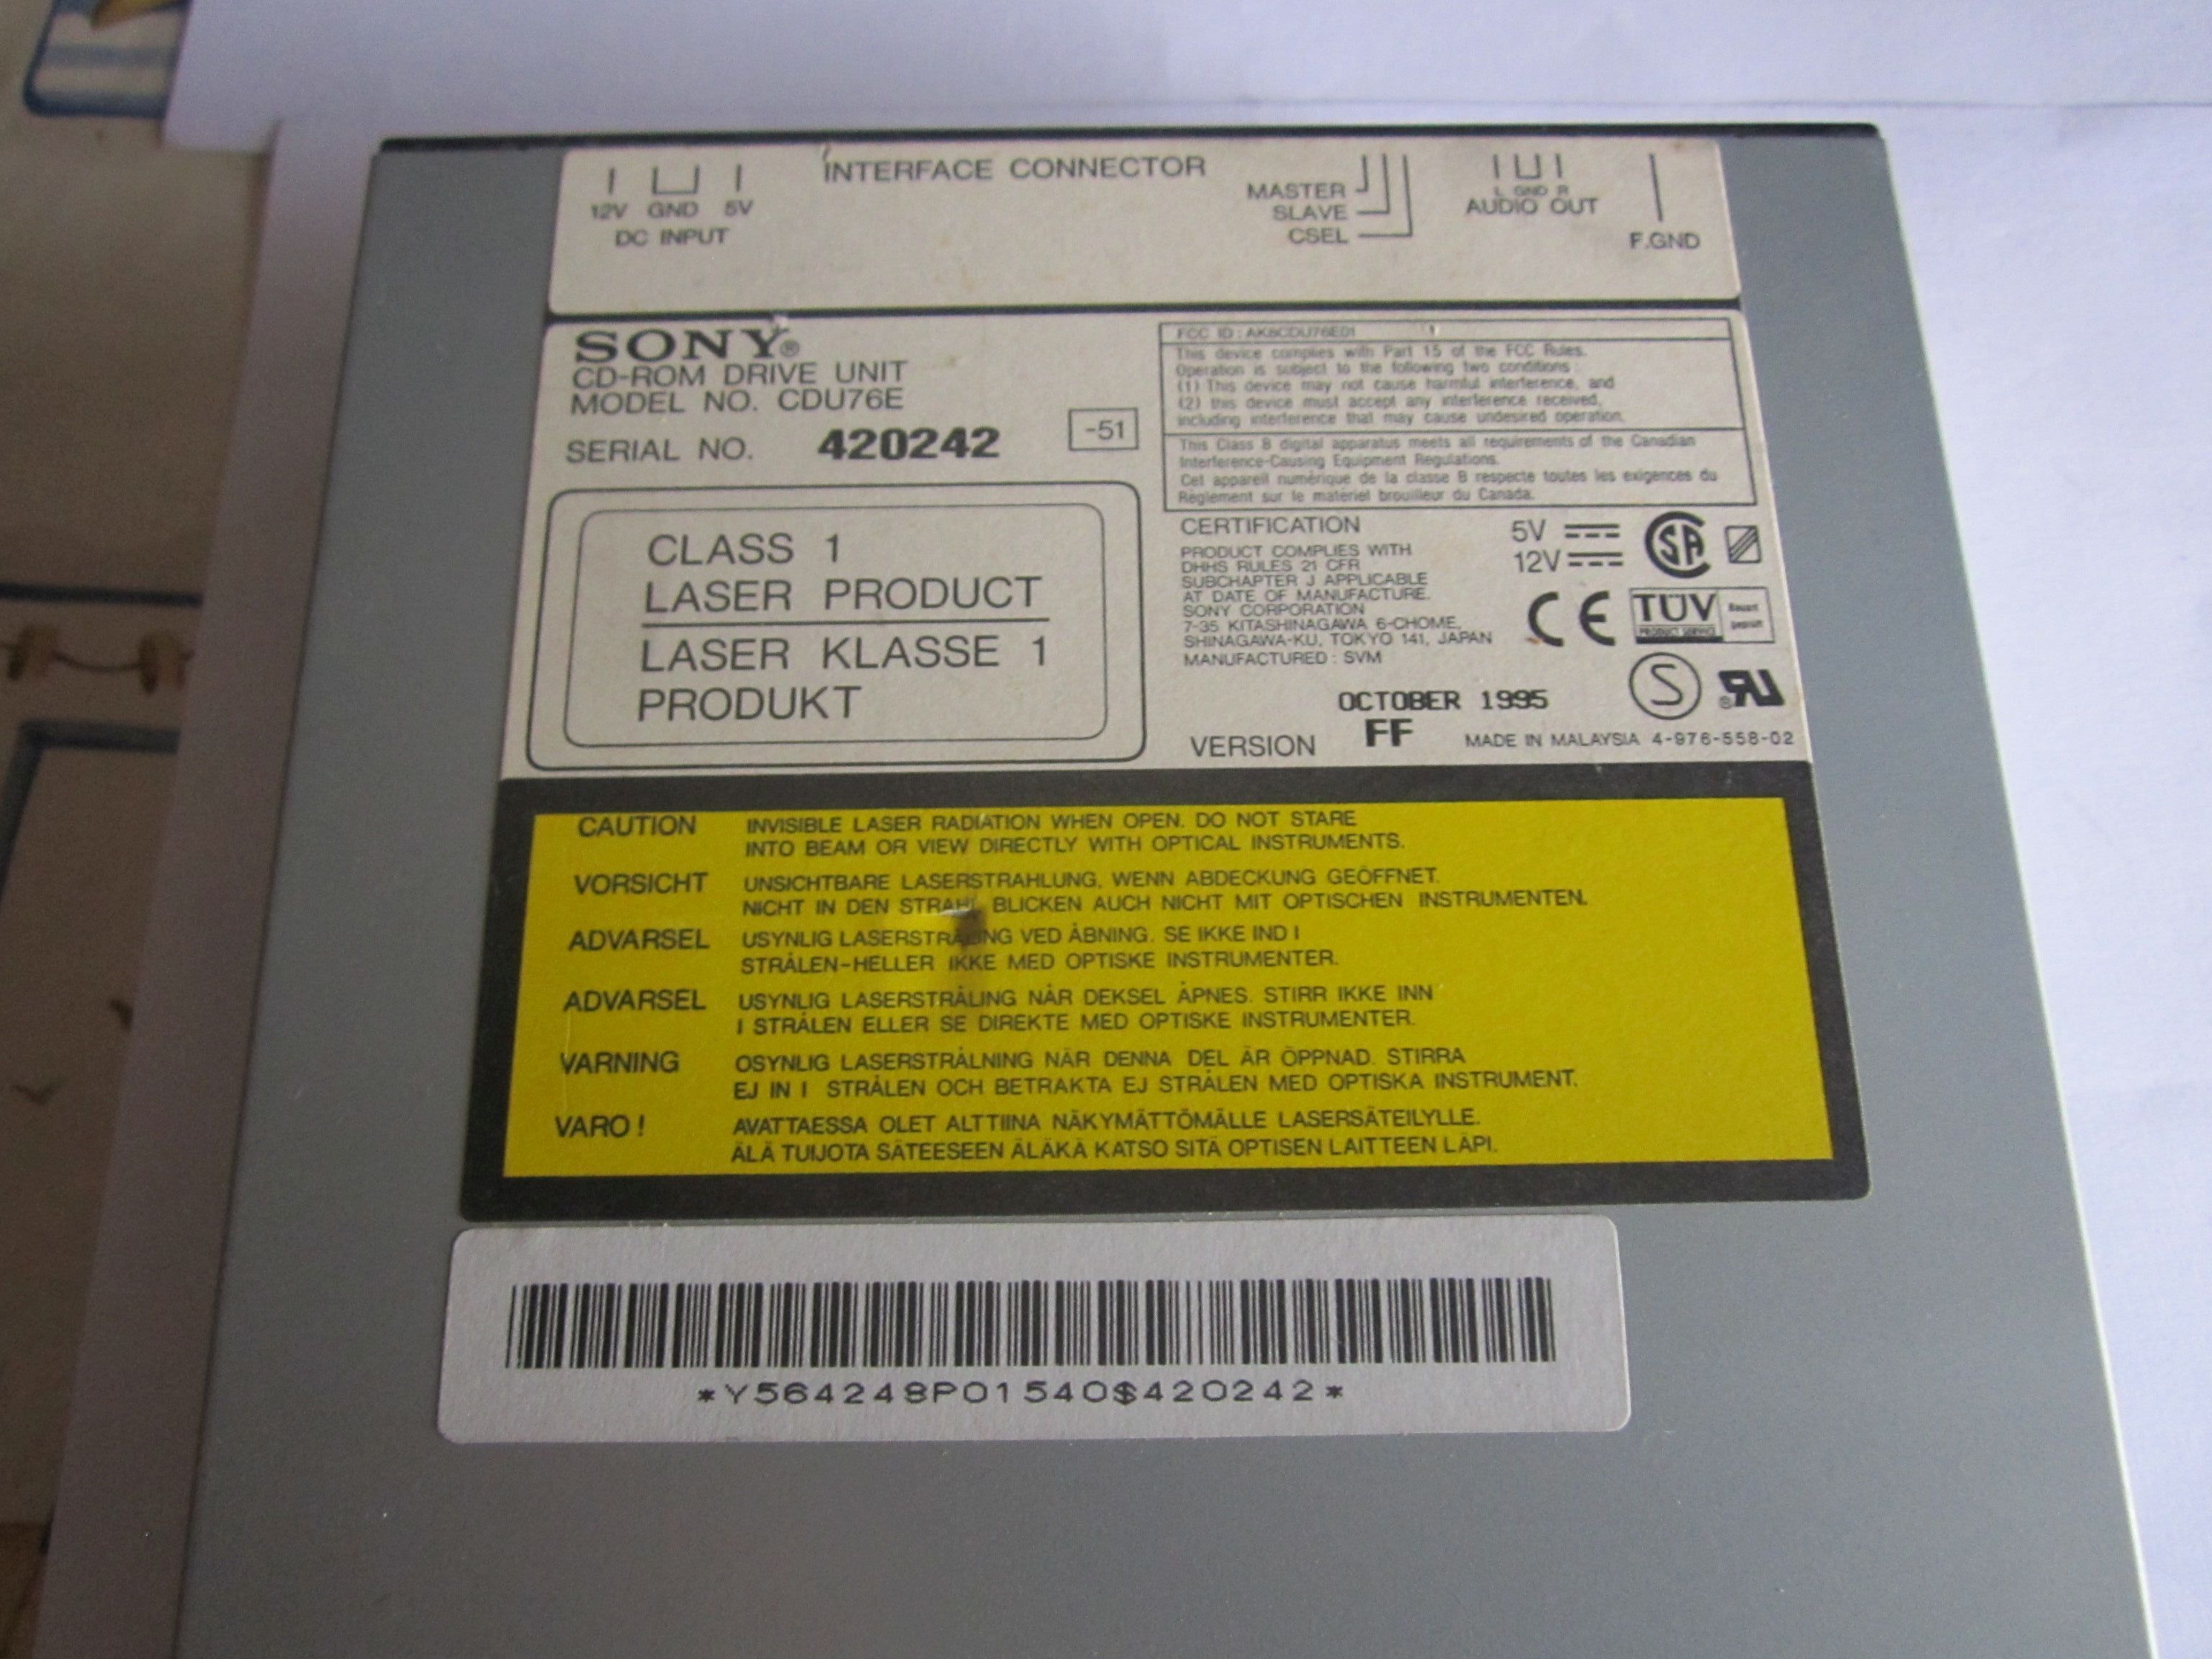 INTERFACE CONNECTOR
12V GND 5V
DC INPUT
MASTER
SLAVE
CSEL
L GND R
AUDIO OUT
F.GND
SONY®
CD-ROM DRIVE UNIT
MODEL NO. CDU76E
SERIAL NO. 420242
-51
CLASS 1
LASER PRODUCT
LASER KLASSE 1
PRODUKT
FCC ID : AK8CDU76E01
This device complies with Part 15 of the FCC Rules.
Operation is subject to the following two conditions :
(1) This device may not cause harmful interference, and
(2) this device must accept any interference received,
including interference that may cause undesired operation.
This Class B digital apparatus meets all requirements of the Canadian
Interference-Causing Equipment Regulations.
Cet appareil numérique de la classe B respecte toutes les exigences du
Règlement sur le matériel brouilleur du Canada.
CERTIFICATION
PRODUCT COMPLIES WITH
DHHS RULES 21 CFR
SUBCHAPTER J APPLICABLE
AT DATE OF MANUFACTURE.
SONY CORPORATION
7-35 KITASHINAGAWA 6-CHOME,
SHINAGAWA-KU, TOKYO 141, JAPAN
MANUFACTURED : SVM
5V
12V
SA
CE
TÜV
PRODUCT SERVICE
Bauart
geprüft
S
OCTOBER 1995
VERSION FF
MADE IN MALAYSIA 4-976-558-02
CAUTION INVISIBLE LASER RADIATION WHEN OPEN. DO NOT STARE
INTO BEAM OR VIEW DIRECTLY WITH OPTICAL INSTRUMENTS.
VORSICHT UNSICHTBARE LASERSTRAHLUNG, WENN ABDECKUNG GEÖFFNET.
NICHT IN DEN STRAHL BLICKEN AUCH NICHT MIT OPTISCHEN INSTRUMENTEN.
ADVARSEL USYNLIG LASERSTRÅLING VED ÅBNING. SE IKKE IND I
STRÅLEN-HELLER IKKE MED OPTISKE INSTRUMENTER.
ADVARSEL USYNLIG LASERSTRÅLING NÅR DEKSEL ÅPNES. STIRR IKKE INN
I STRÅLEN ELLER SE DIREKTE MED OPTISKE INSTRUMENTER.
VARNING OSYNLIG LASERSTRÅLNING NÄR DENNA DEL ÄR ÖPPNAD. STIRRA
EJ IN I STRÅLEN OCH BETRAKTA EJ STRÅLEN MED OPTISKA INSTRUMENT.
VARO ! AVATTAESSA OLET ALTTIINA NÄKYMÄTTÖMÄLLE LASERSÄTEILYLLE.
ÄLÄ TUIJOTA SÄTEESEEN ÄLÄKÄ KATSO SITÄ OPTISEN LAITTEEN LÄPI.
*Y564248P01540$420242*